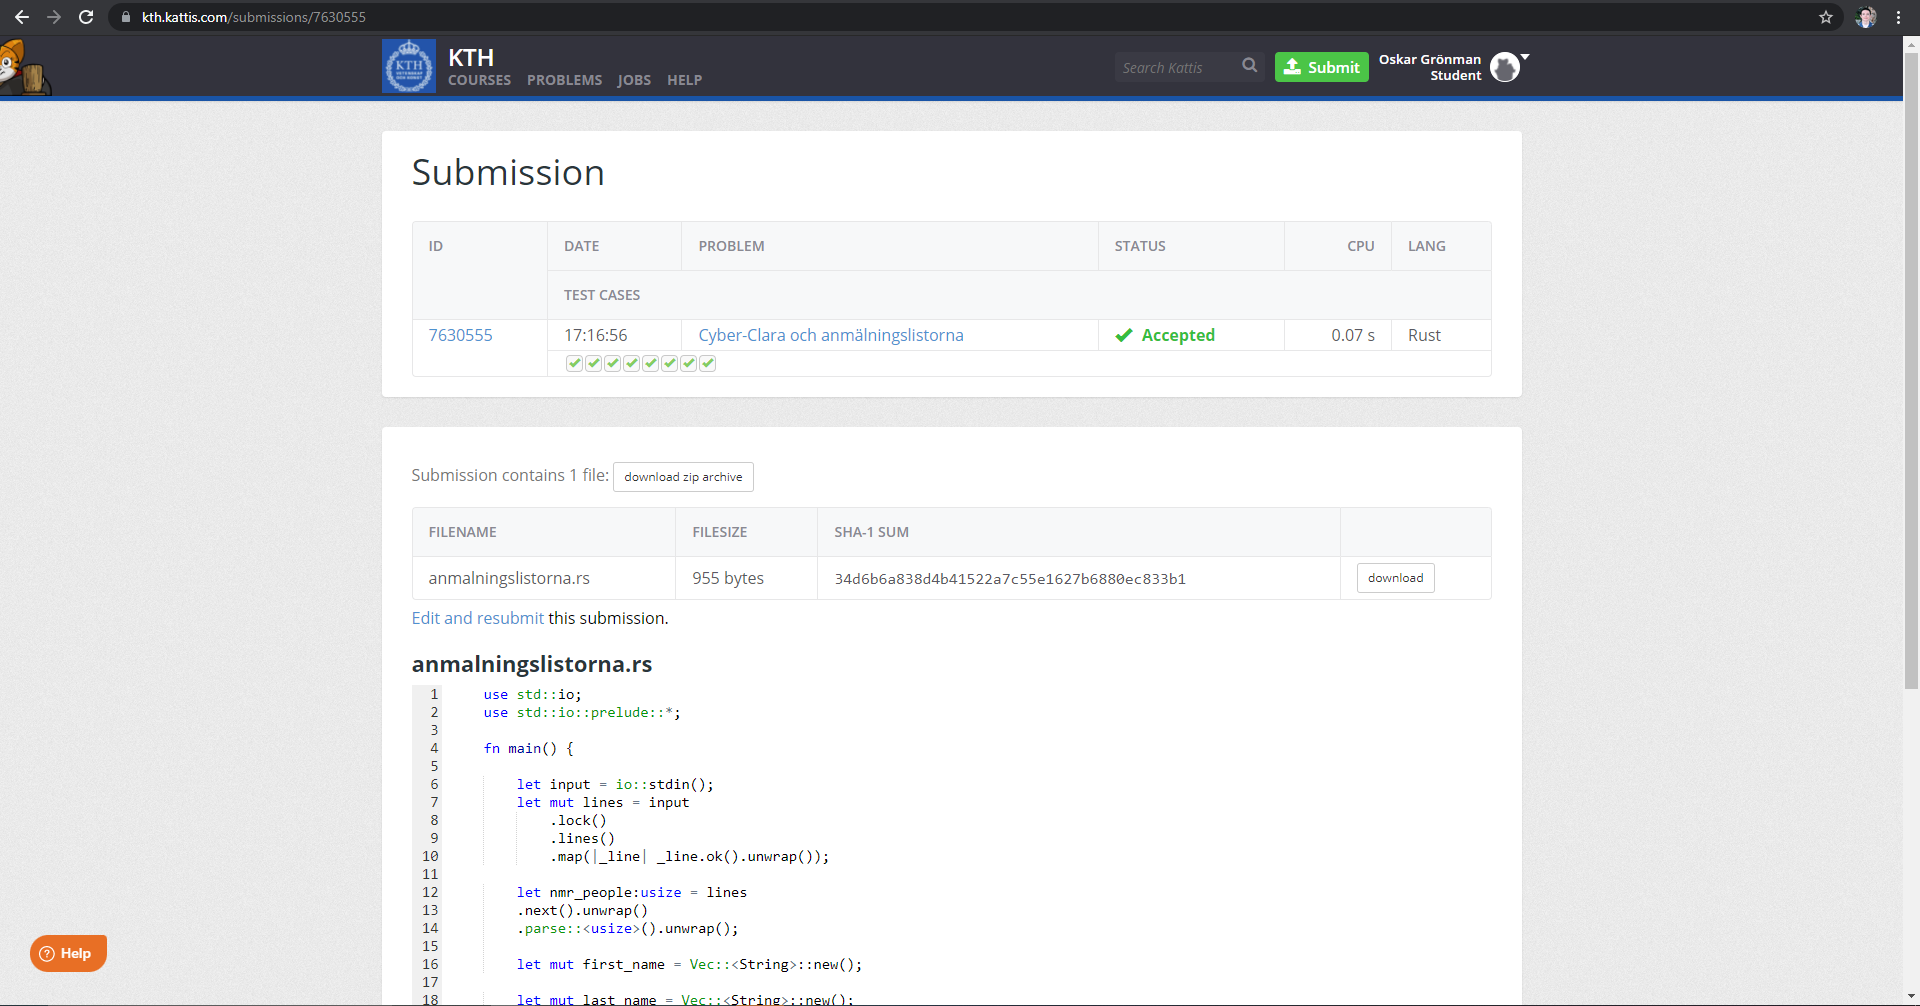 kth.kattis.com/submissions/7630555
KTH
COURSES PROBLEMS JOBS HELP
Search Kattis
Submit
Oskar Grönman
Student
Submission
ID DATE PROBLEM STATUS CPU LANG
TEST CASES
7630555 17:16:56 Cyber-Clara och anmälningslistorna Accepted 0.07 s Rust
Submission contains 1 file: download zip archive
FILENAME FILESIZE SHA-1 SUM
anmalningslistorna.rs 955 bytes 34d6b6a838d4b41522a7c55e1627b6880ec833b1 download
Edit and resubmit this submission.
anmalningslistorna.rs
1 use std::io;
2 use std::io::prelude::*;
3
4 fn main() {
5
6 let input = io::stdin();
7 let mut lines = input
8 .lock()
9 .lines()
10 .map(|_line| _line.ok().unwrap());
11
12 let nmr_people:usize = lines
13 .next().unwrap()
14 .parse::<usize>().unwrap();
15
16 let mut first_name = Vec::<String>::new();
17
18 let mut last_name = Vec::<String>::new();
Help